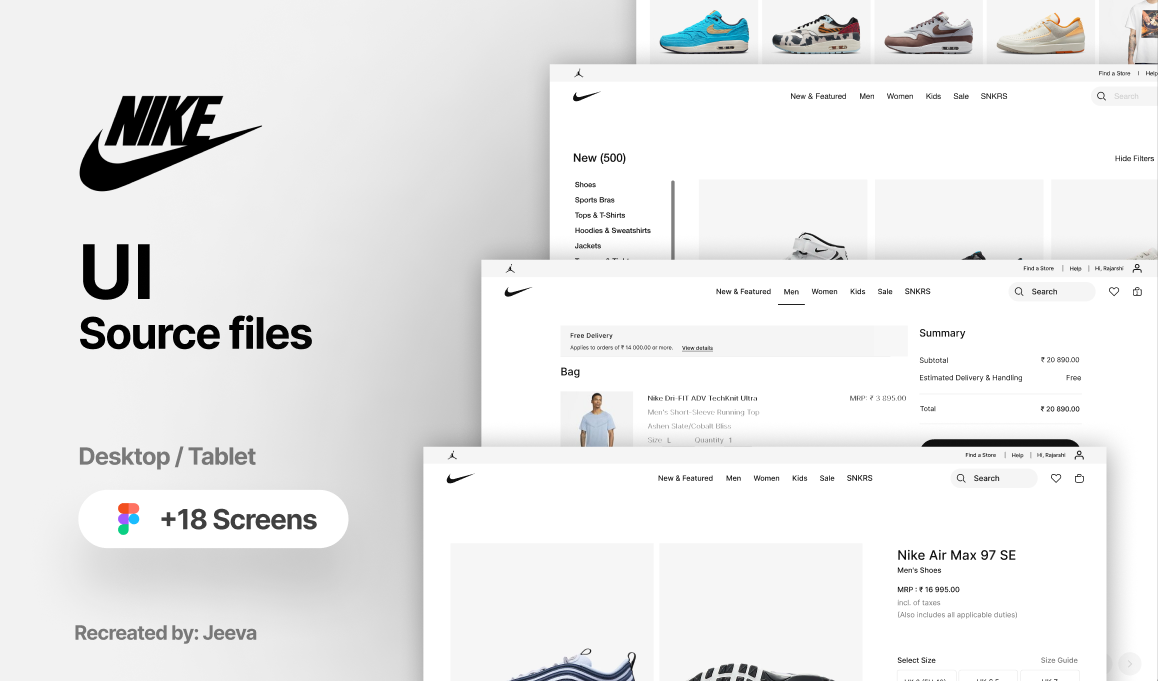 NIKE
UI
Source files
Desktop / Tablet
+18 Screens
Recreated by: Jeeva
Find a Store | Help
New & Featured Men Women Kids Sale SNKRS
Search
New (500)
Hide Filters
Shoes
Sports Bras
Tops & T-Shirts
Hoodies & Sweatshirts
Jackets
Find a Store | Help | Hi, Rajarshi
New & Featured Men Women Kids Sale SNKRS
Search
Free Delivery
Applies to orders of ₹ 14 000.00 or more. View details
Bag
Nike Dri-FIT ADV TechKnit Ultra
MRP: ₹ 3 895.00
Men's Short-Sleeve Running Top
Ashen Slate/Cobalt Bliss
Size L Quantity 1
Summary
Subtotal ₹ 20 890.00
Estimated Delivery & Handling Free
Total ₹ 20 890.00
Find a Store | Help | Hi, Rajarshi
New & Featured Men Women Kids Sale SNKRS
Search
Nike Air Max 97 SE
Men's Shoes
MRP : ₹ 16 995.00
incl. of taxes
(Also includes all applicable duties)
Select Size Size Guide